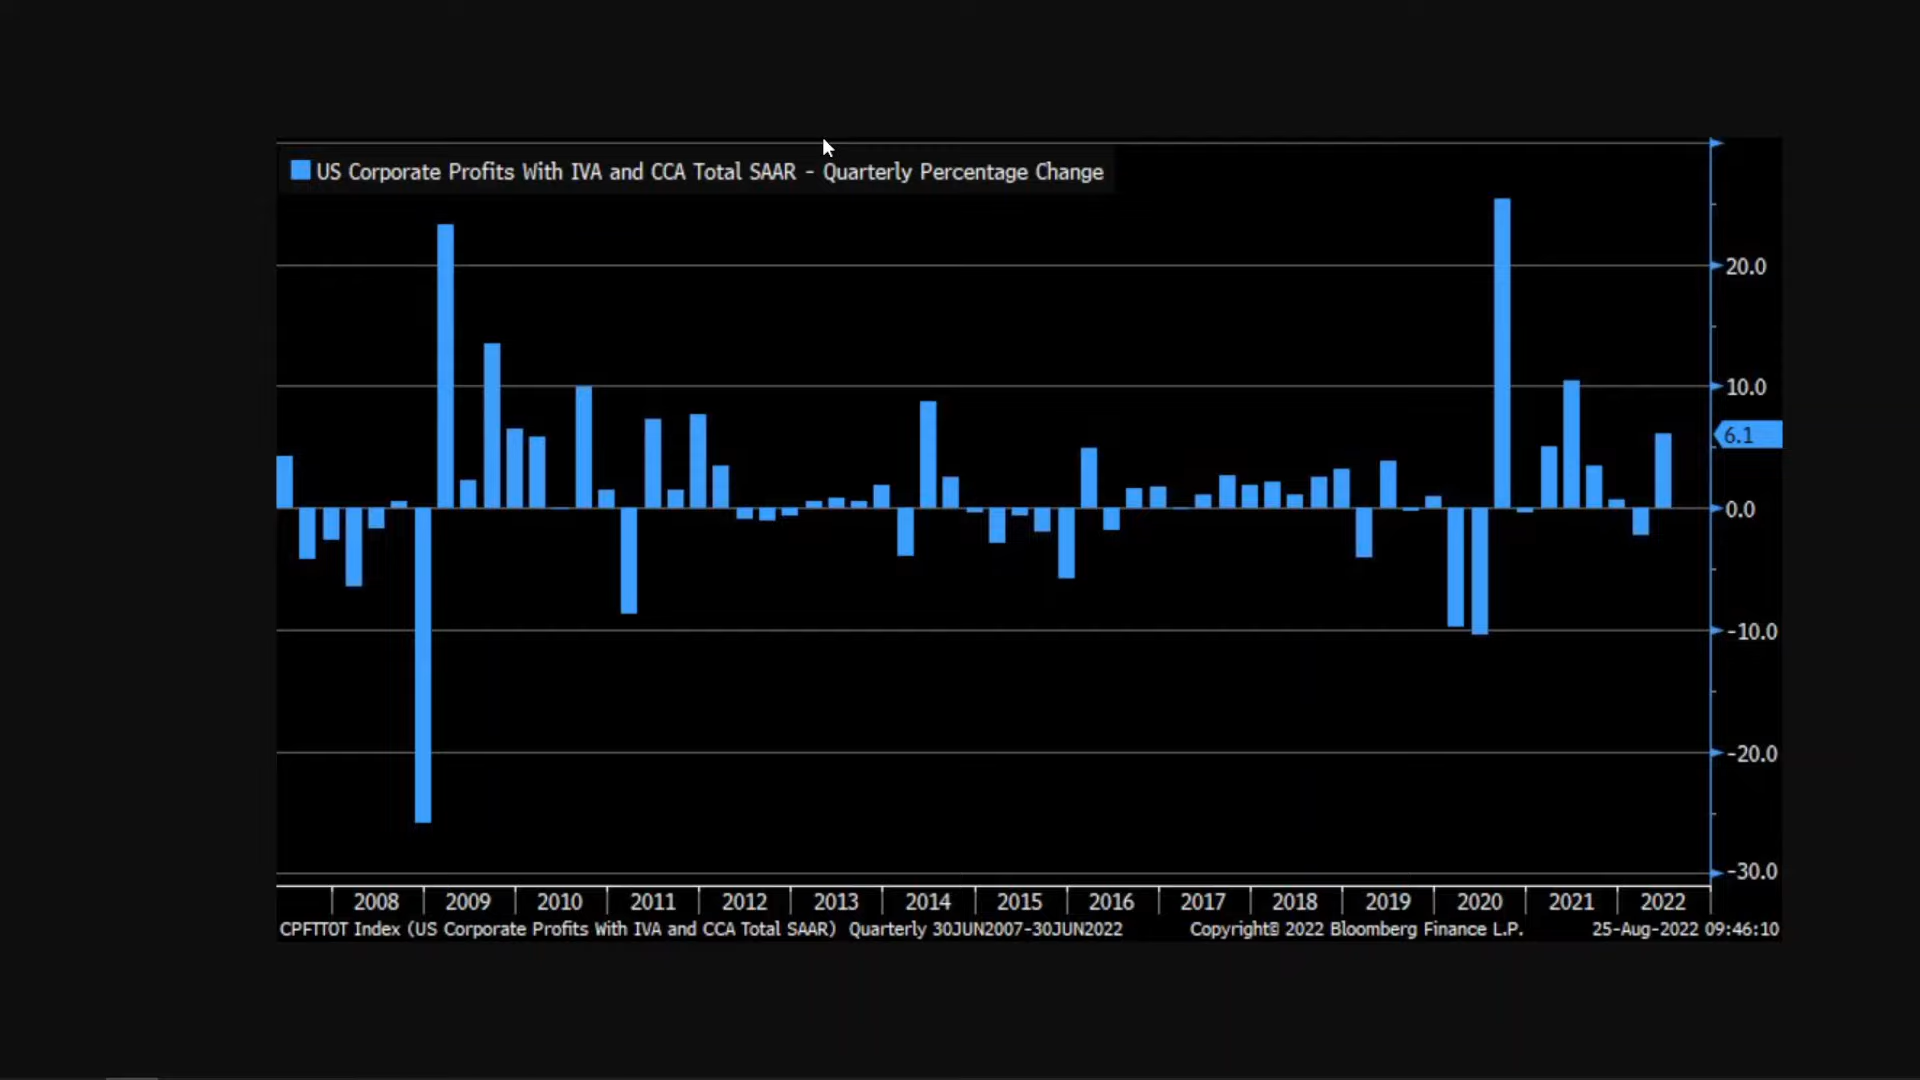 US Corporate Profits With IVA and CCA Total SAAR - Quarterly Percentage Change
20.0
10.0
6.1
0.0
-10.0
-20.0
-30.0
2008 2009 2010 2011 2012 2013 2014 2015 2016 2017 2018 2019 2020 2021 2022
CPFTTOT Index (US Corporate Profits With IVA and CCA Total SAAR) Quarterly 30JUN2007-30JUN2022 Copyright© 2022 Bloomberg Finance L.P. 25-Aug-2022 09:46:10